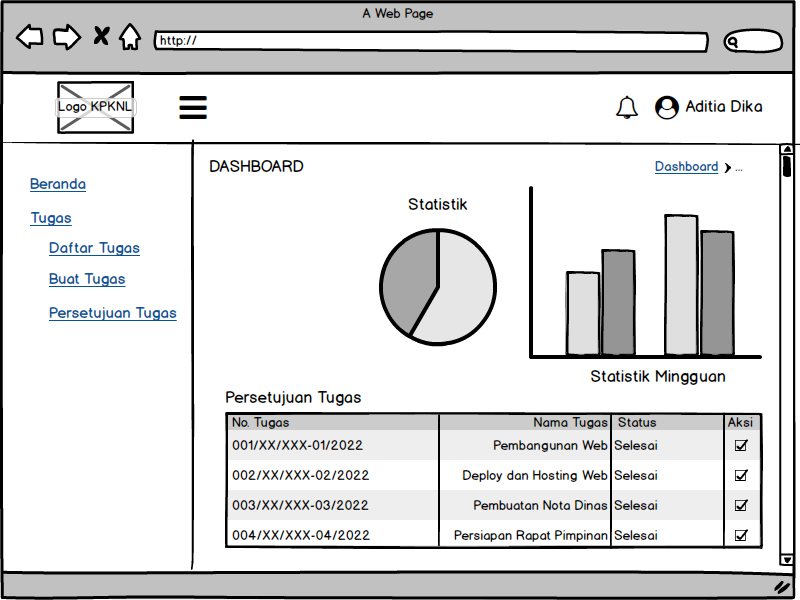 A Web Page
http://
Logo KPKNL
Aditia Dika
DASHBOARD
Dashboard
...
Beranda
Tugas
Daftar Tugas
Buat Tugas
Persetujuan Tugas
Statistik
Statistik Mingguan
Persetujuan Tugas
No. Tugas Nama Tugas Status Aksi
001/XX/XXX-01/2022 Pembangunan Web Selesai
002/XX/XXX-02/2022 Deploy dan Hosting Web Selesai
003/XX/XXX-03/2022 Pembuatan Nota Dinas Selesai
004/XX/XXX-04/2022 Persiapan Rapat Pimpinan Selesai